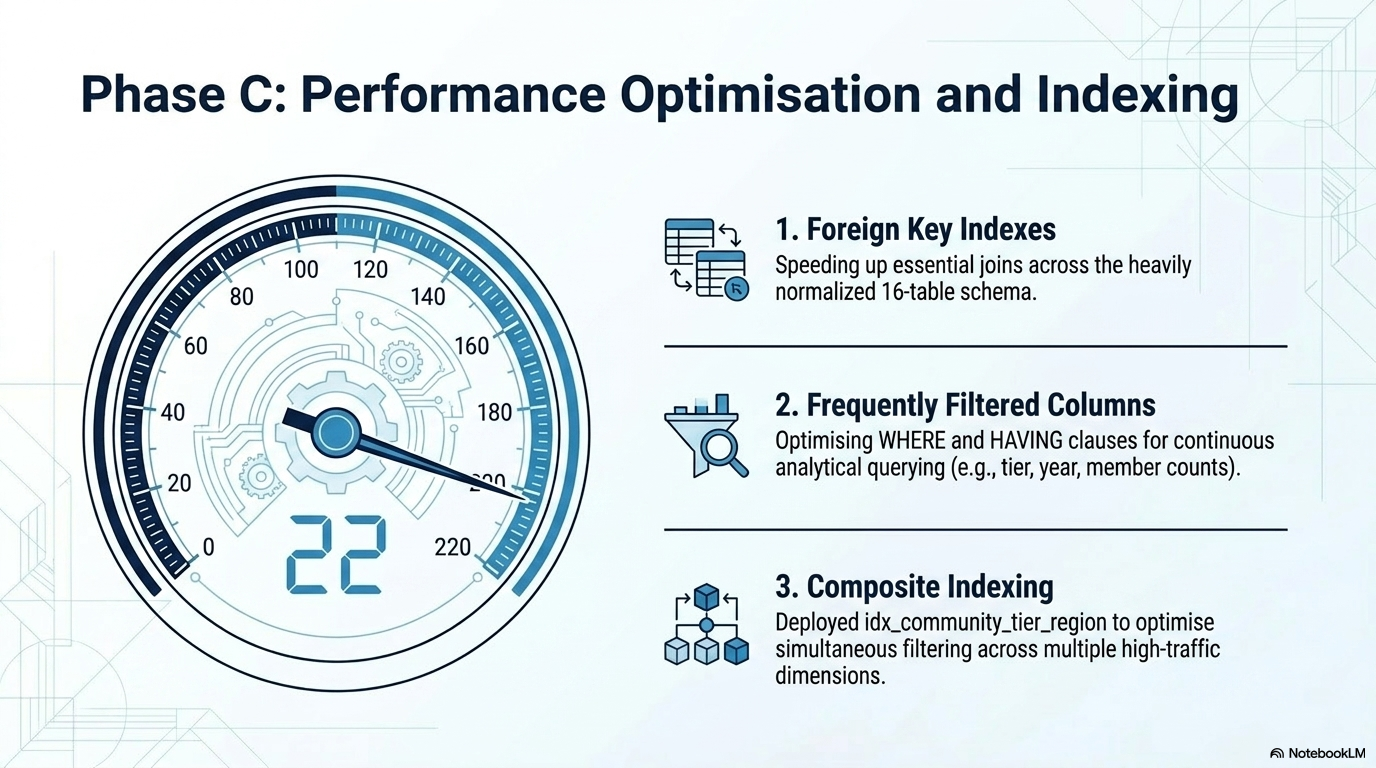 Phase C: Performance Optimisation and Indexing
0
20
40
60
80
100
120
140
160
180
200
220
22
1. Foreign Key Indexes
Speeding up essential joins across the heavily
normalized 16-table schema.
2. Frequently Filtered Columns
Optimising WHERE and HAVING clauses for continuous
analytical querying (e.g., tier, year, member counts).
3. Composite Indexing
Deployed idx_community_tier_region to optimise
simultaneous filtering across multiple high-traffic
dimensions.
NotebookLM